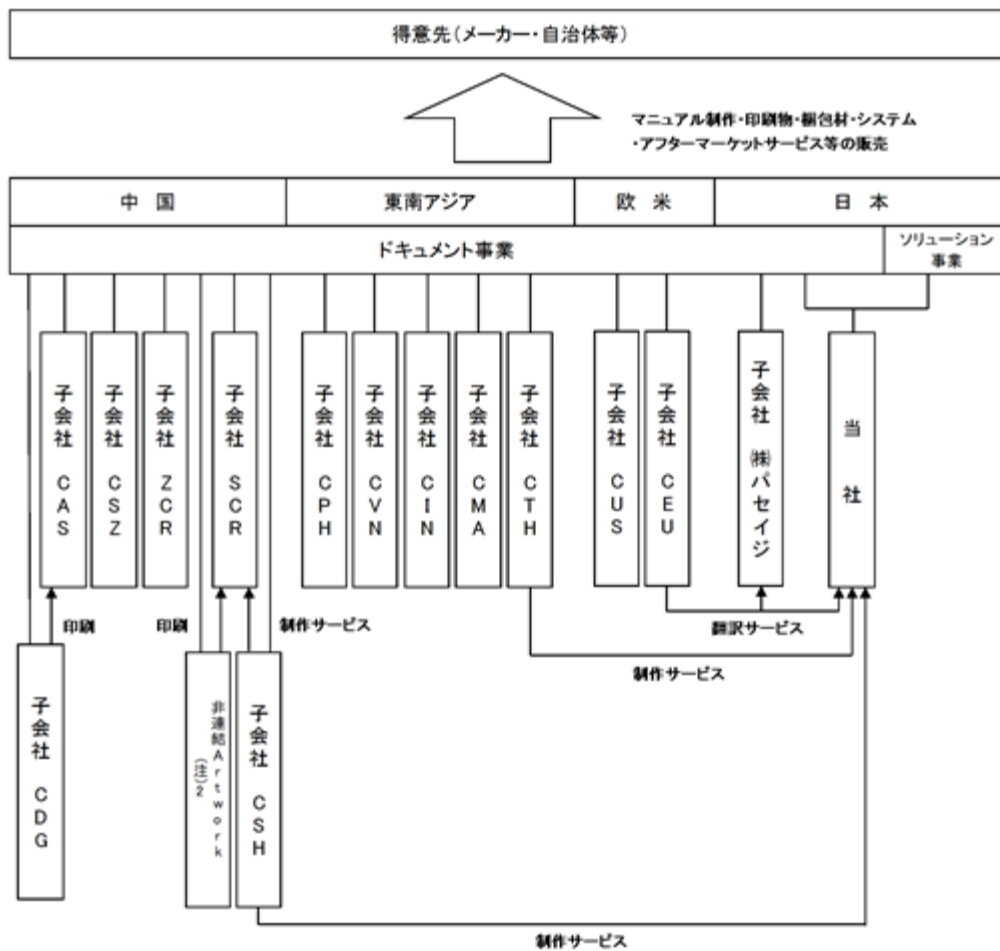 得意先(メーカー・自治体等)
マニュアル制作・印刷物・梱包材・システム
・アフターマーケットサービス等の販売
中 国
東南アジア
欧 米
日 本
ドキュメント事業
ソリューション
事業
子会社 CAS
子会社 CSZ
子会社 ZCR
子会社 SCR
子会社 CPH
子会社 CVN
子会社 CIN
子会社 CMA
子会社 CTH
子会社 CUS
子会社 CEU
子会社 ㈱パセイジ
当 社
印刷
印刷
制作サービス
翻訳サービス
制作サービス
子会社 CDG
非連結Artwork
(注)2
子会社 CSH
制作サービス